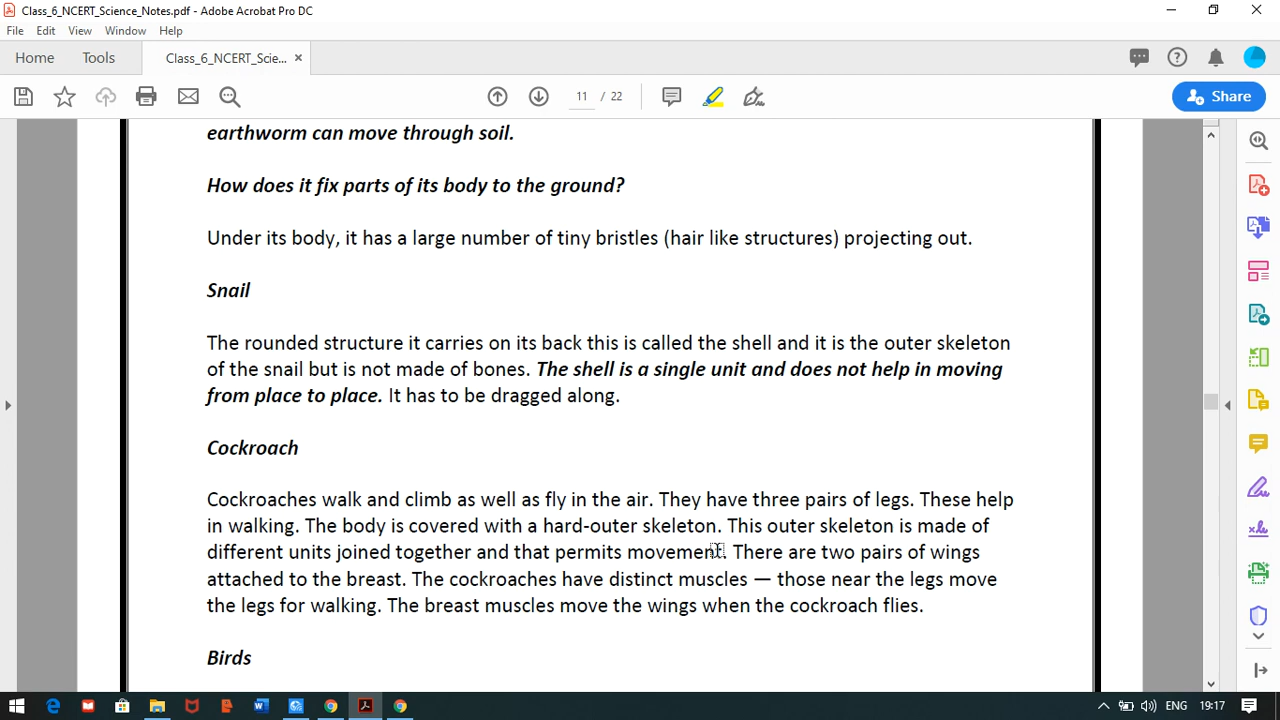 Class_6_NCERT_Science_Notes.pdf - Adobe Acrobat Pro DC
File Edit View Window Help
Home Tools Class_6_NCERT_Scie... ×
11 / 22
Share
earthworm can move through soil.
How does it fix parts of its body to the ground?
Under its body, it has a large number of tiny bristles (hair like structures) projecting out.
Snail
The rounded structure it carries on its back this is called the shell and it is the outer skeleton
of the snail but is not made of bones. The shell is a single unit and does not help in moving
from place to place. It has to be dragged along.
Cockroach
Cockroaches walk and climb as well as fly in the air. They have three pairs of legs. These help
in walking. The body is covered with a hard-outer skeleton. This outer skeleton is made of
different units joined together and that permits movement. There are two pairs of wings
attached to the breast. The cockroaches have distinct muscles — those near the legs move
the legs for walking. The breast muscles move the wings when the cockroach flies.
Birds
ENG 19:17